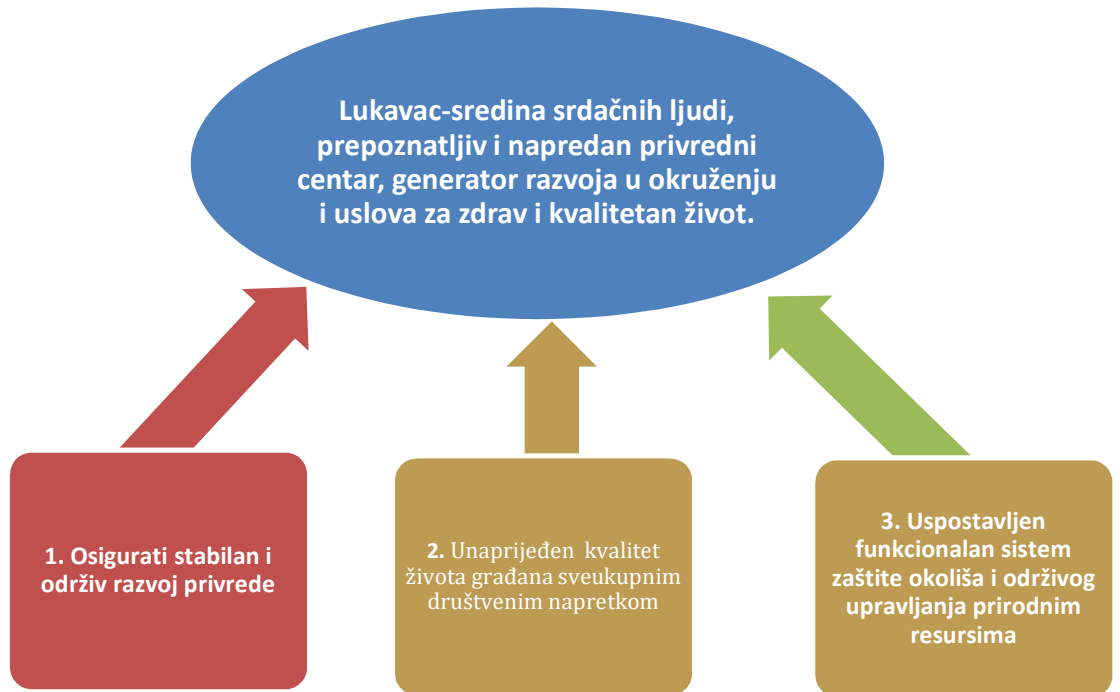 Lukavac-sredina srdačnih ljudi,
prepoznatljiv i napredan privredni
centar, generator razvoja u okruženju
i uslova za zdrav i kvalitetan život.
1. Osigurati stabilan i
održiv razvoj privrede
2. Unaprijeđen kvalitet
života građana sveukupnim
društvenim napretkom
3. Uspostavljen
funkcionalan sistem
zaštite okoliša i održivog
upravljanja prirodnim
resursima